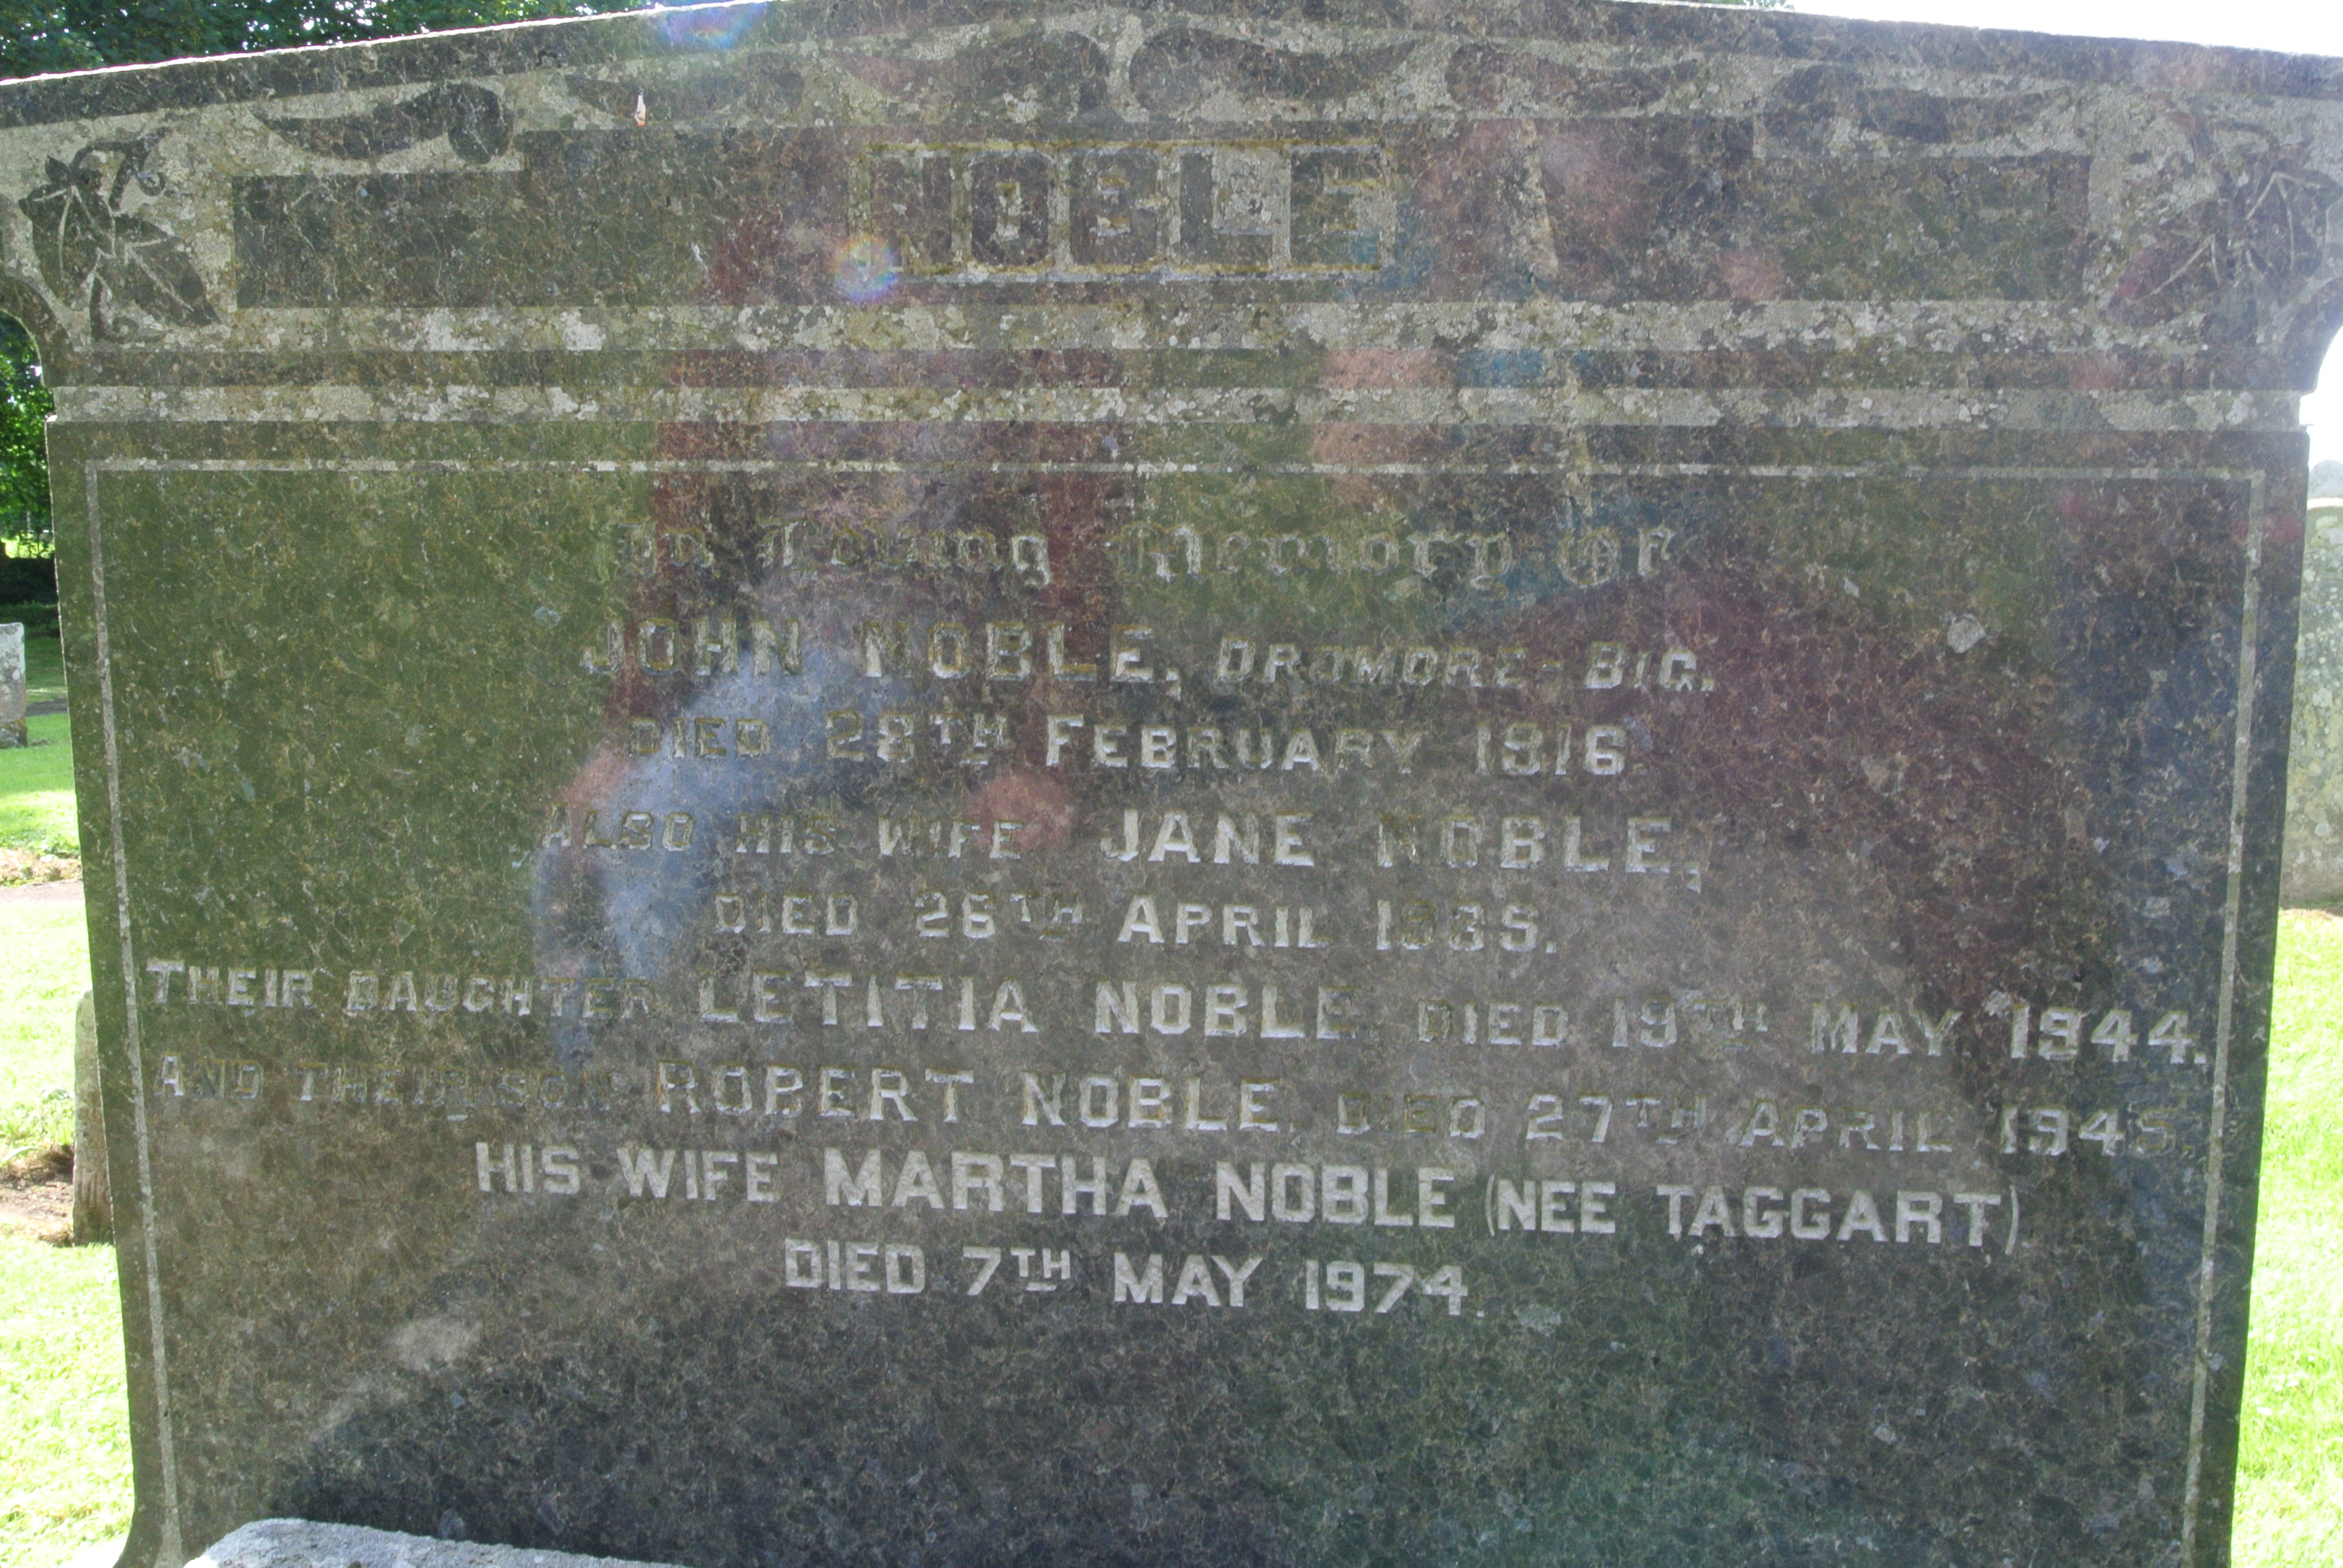 NOBLE
In Loving Memory Of
JOHN NOBLE, DROMORE-BIG.
DIED 28TH FEBRUARY 1916.
ALSO HIS WIFE JANE NOBLE,
DIED 26TH APRIL 1935.
THEIR DAUGHTER LETITIA NOBLE, DIED 19TH MAY 1944.
AND THEIR SON ROBERT NOBLE, DIED 27TH APRIL 1945.
HIS WIFE MARTHA NOBLE (NEE TAGGART)
DIED 7TH MAY 1974.